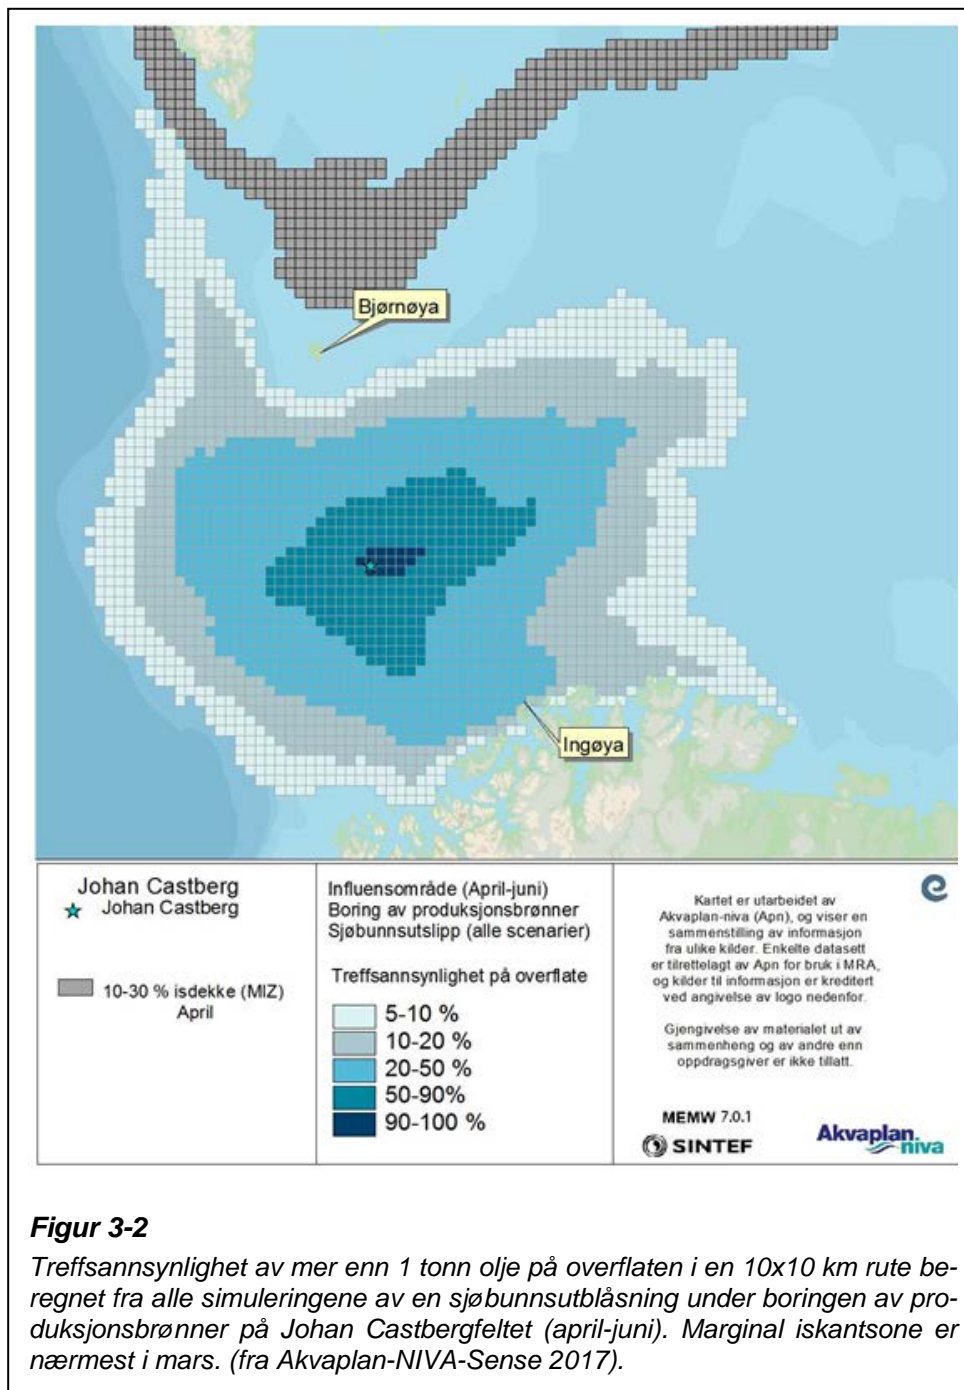 Bjørnøya
Ingøya
Johan Castberg
Johan Castberg
10-30 % isdekke (MIZ)
April
Influensområde (April-juni)
Boring av produksjonsbrønner
Sjøbunnsutslipp (alle scenarier)
Treffsannsynlighet på overflate
5-10 %
10-20 %
20-50 %
50-90%
90-100 %
Kartet er utarbeidet av
Akvaplan-niva (Apn), og viser en
sammenstilling av informasjon
fra ulike kilder. Enkelte datasett
er tilrettelagt av Apn for bruk i MRA,
og kilder til informasjon er kreditert
ved angivelse av logo nedenfor.
Gjengivelse av materialet ut av
sammenheng og av andre enn
oppdragsgiver er ikke tillatt.
MEMW 7.0.1
SINTEF
Akvaplan
niva
Figur 3-2
Treffsannsynlighet av mer enn 1 tonn olje på overflaten i en 10x10 km rute be-
regnet fra alle simuleringene av en sjøbunnsutblåsning under boringen av pro-
duksjonsbrønner på Johan Castbergfeltet (april-juni). Marginal iskantsone er
nærmest i mars. (fra Akvaplan-NIVA-Sense 2017).